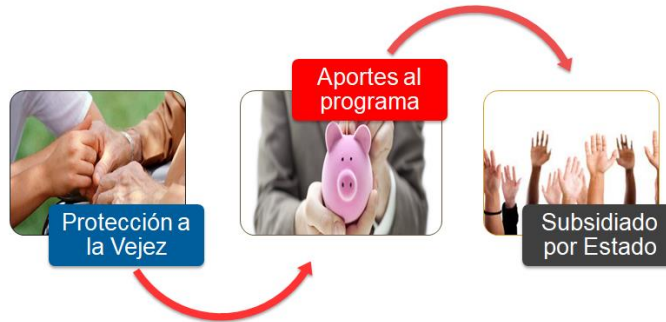 Aportes al
programa
Protección a
la Vejez
Subsidiado
por Estado